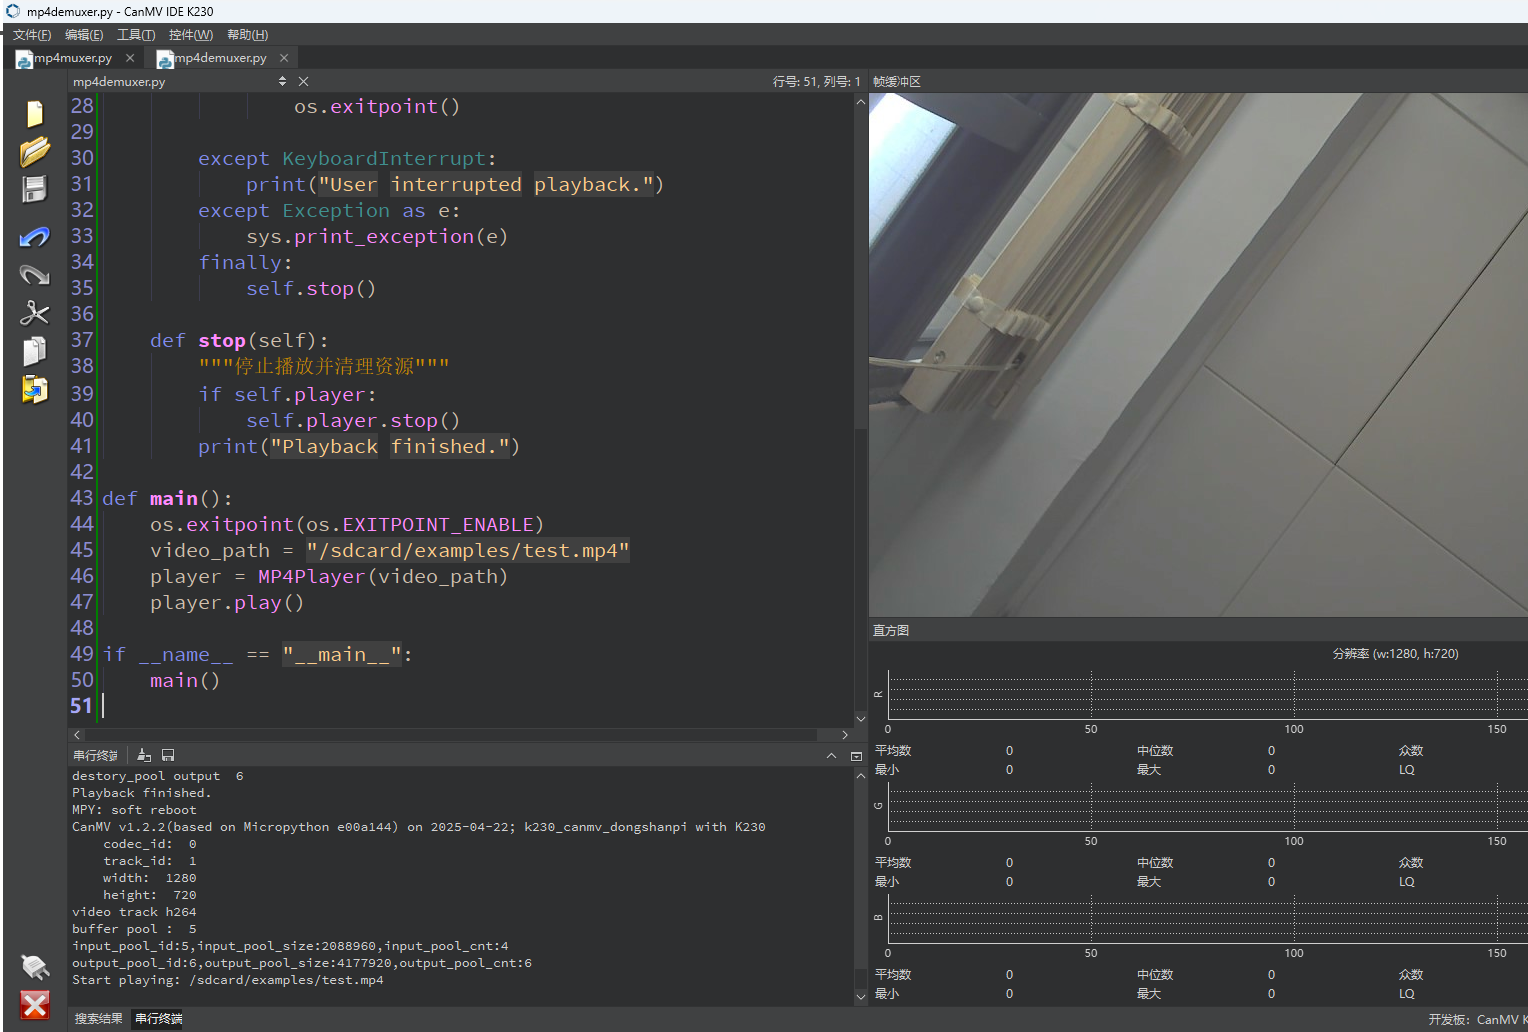 mp4demuxer.py - CanMV IDE K230
文件(F) 编辑(E) 工具(T) 控件(W) 帮助(H)
mp4muxer.py mp4demuxer.py
mp4demuxer.py 行号: 51, 列号: 1 帧缓冲区
28 os.exitpoint()
29
30 except KeyboardInterrupt:
31 print("User interrupted playback.")
32 except Exception as e:
33 sys.print_exception(e)
34 finally:
35 self.stop()
36
37 def stop(self):
38 """停止播放并清理资源"""
39 if self.player:
40 self.player.stop()
41 print("Playback finished.")
42
43 def main():
44 os.exitpoint(os.EXITPOINT_ENABLE)
45 video_path = "/sdcard/examples/test.mp4"
46 player = MP4Player(video_path)
47 player.play()
48
49 if __name__ == "__main__":
50 main()
51
串行终端
destory_pool output 6
Playback finished.
MPY: soft reboot
CanMV v1.2.2(based on Micropython e00a144) on 2025-04-22; k230_canmv_dongshanpi with K230
codec_id: 0
track_id: 1
width: 1280
height: 720
video track h264
buffer pool : 5
input_pool_id:5,input_pool_size:2088960,input_pool_cnt:4
output_pool_id:6,output_pool_size:4177920,output_pool_cnt:6
Start playing: /sdcard/examples/test.mp4
搜索结果 串行终端
直方图
分辨率 (w:1280, h:720)
R
0 50 100 150
平均数 0 中位数 0 众数
最小 0 最大 0 LQ
G
0 50 100 150
平均数 0 中位数 0 众数
最小 0 最大 0 LQ
B
0 50 100 150
平均数 0 中位数 0 众数
最小 0 最大 0 LQ
开发板: CanMV K